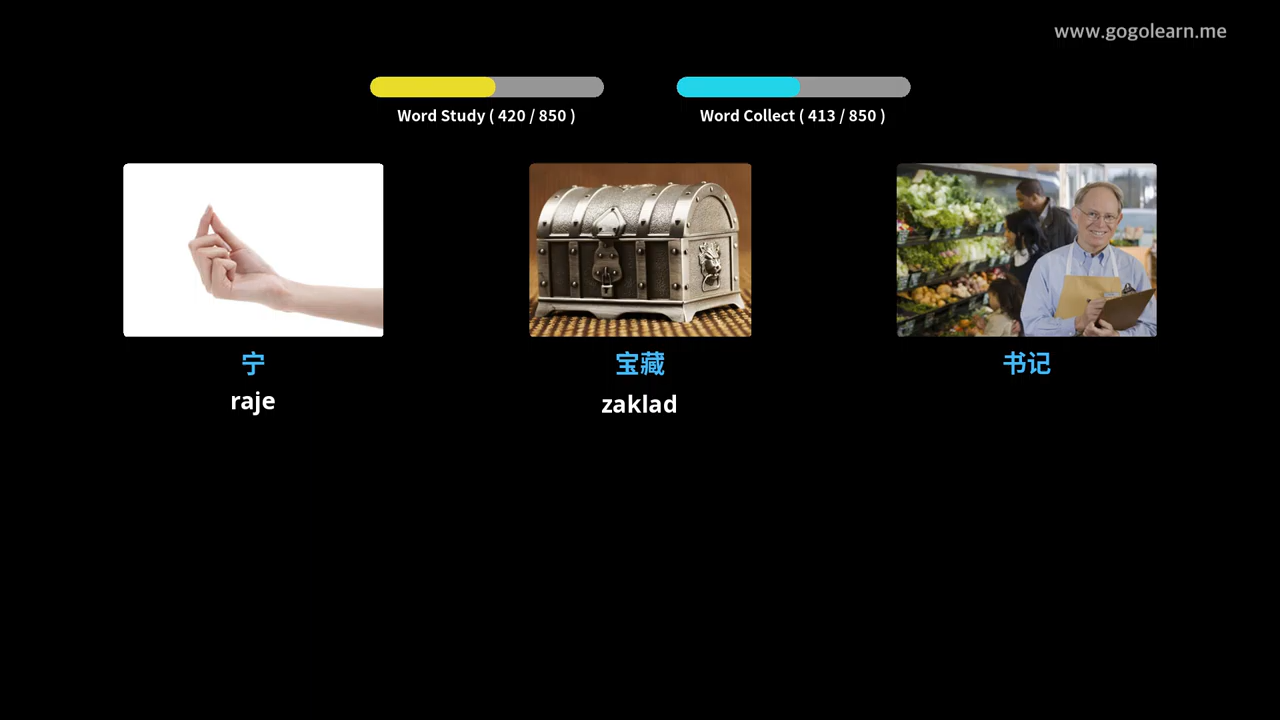 www.gogolearn.me
Word Study ( 420 / 850 )
Word Collect ( 413 / 850 )
宁
宝藏
书记
raje
zaklad